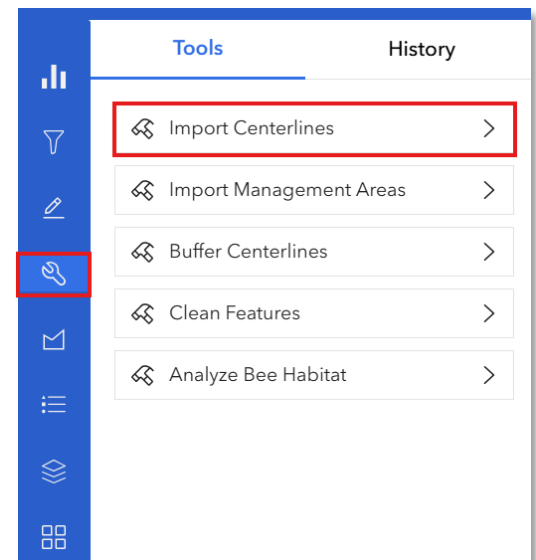 Tools
History
Import Centerlines
Import Management Areas
Buffer Centerlines
Clean Features
Analyze Bee Habitat